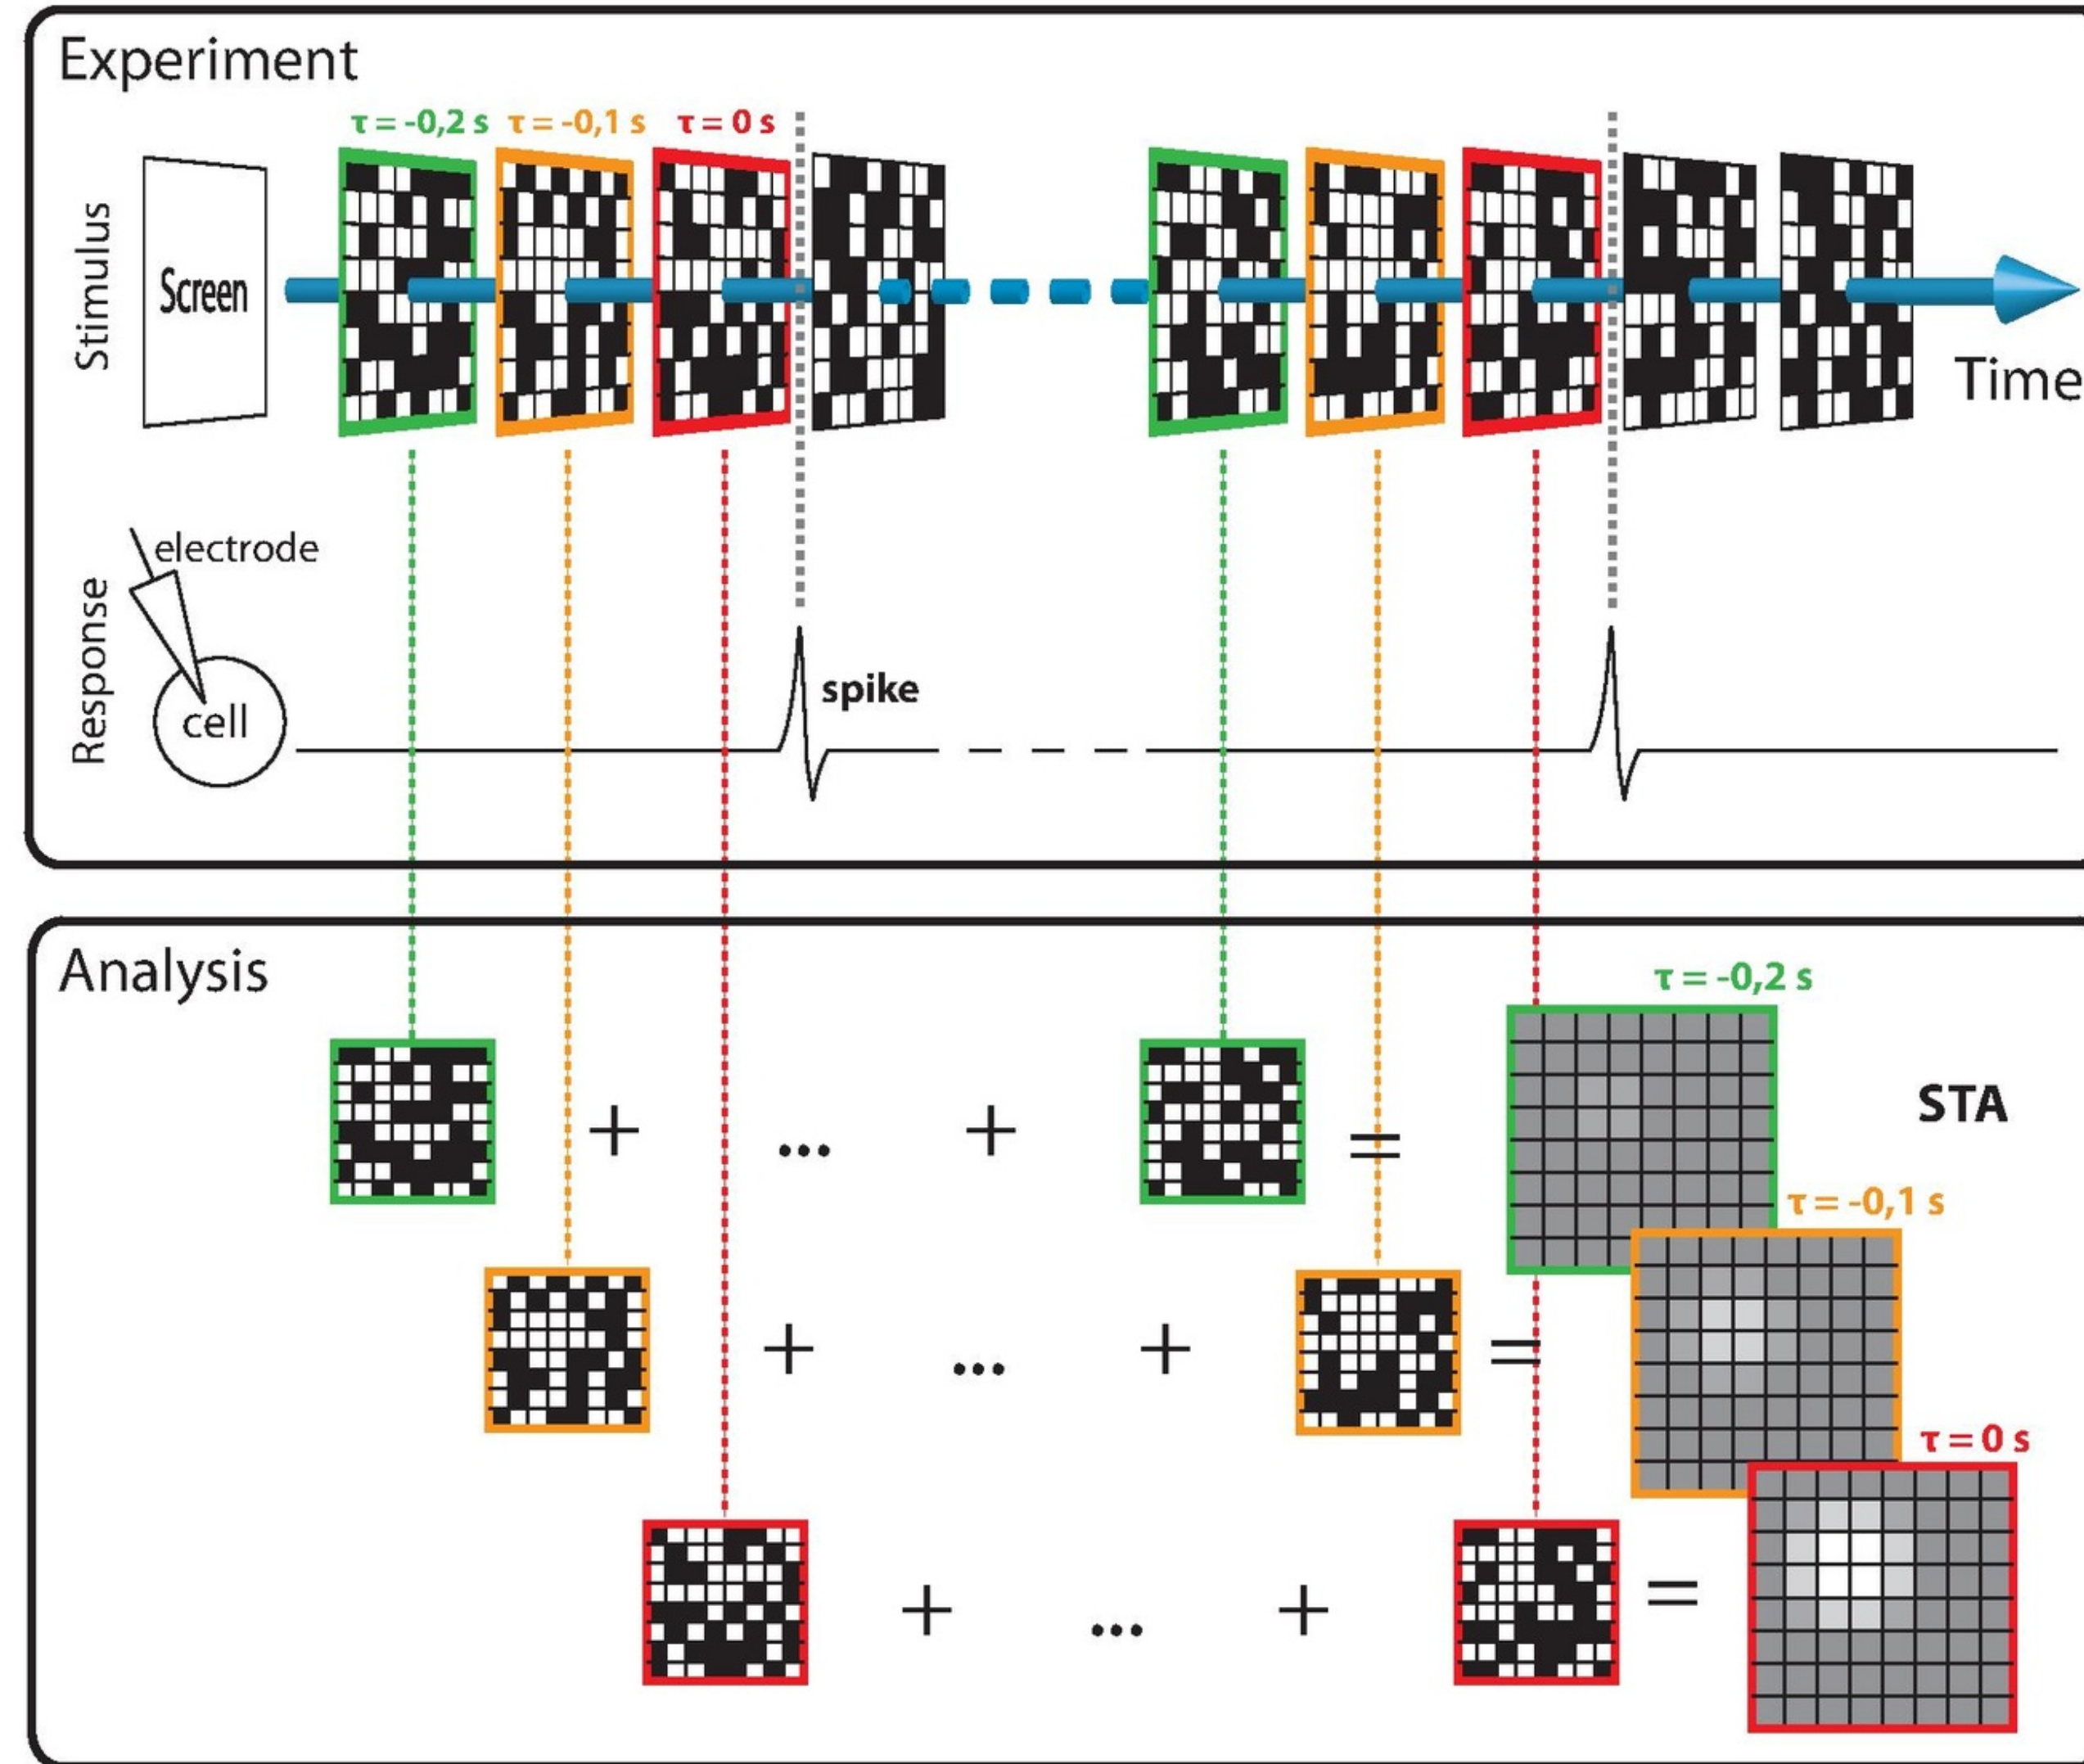 Experiment
τ = -0,2 s τ = -0,1 s τ = 0 s
Stimulus
Screen
Time
Response
electrode
cell
spike
Analysis
τ = -0,2 s
+ ... + =
STA
τ = -0,1 s
+ ... + =
τ = 0 s
+ ... + =